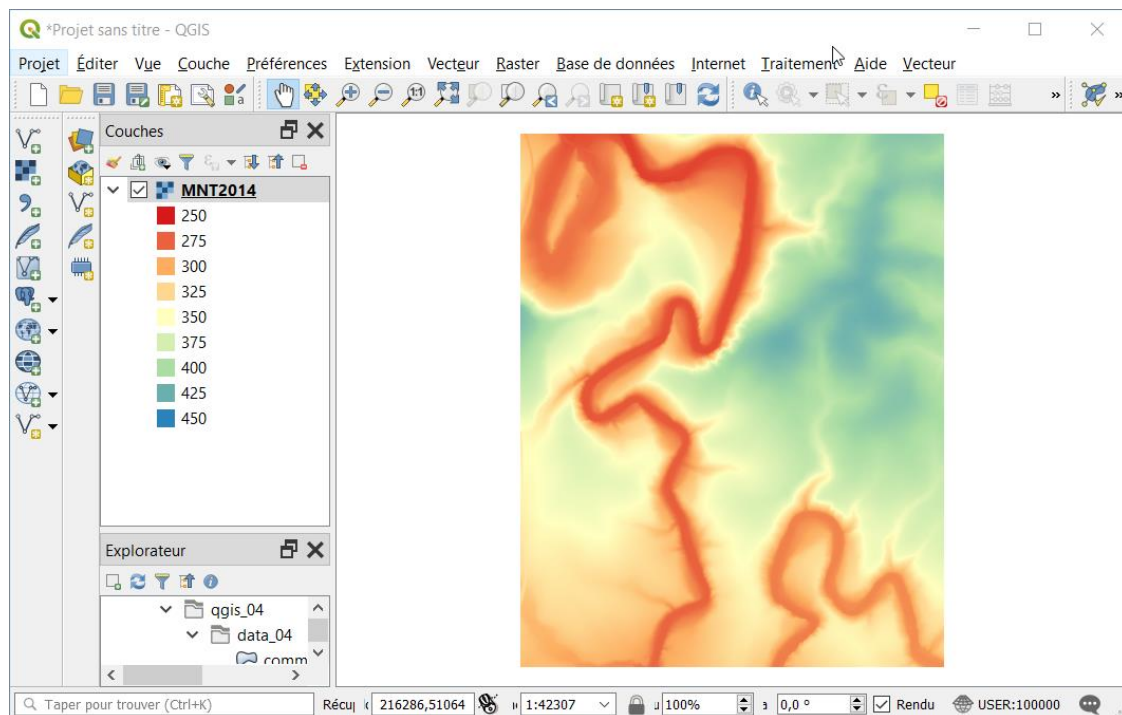 *Projet sans titre - QGIS
Projet Éditer Vue Couche Préférences Extension Vecteur Raster Base de données Internet Traitement Aide Vecteur
Couches
MNT2014
250
275
300
325
350
375
400
425
450
Explorateur
qgis_04
data_04
comm
Taper pour trouver (Ctrl+K) Récu 216286,51064 1:42307 100% 0,0 ° Rendu USER:100000